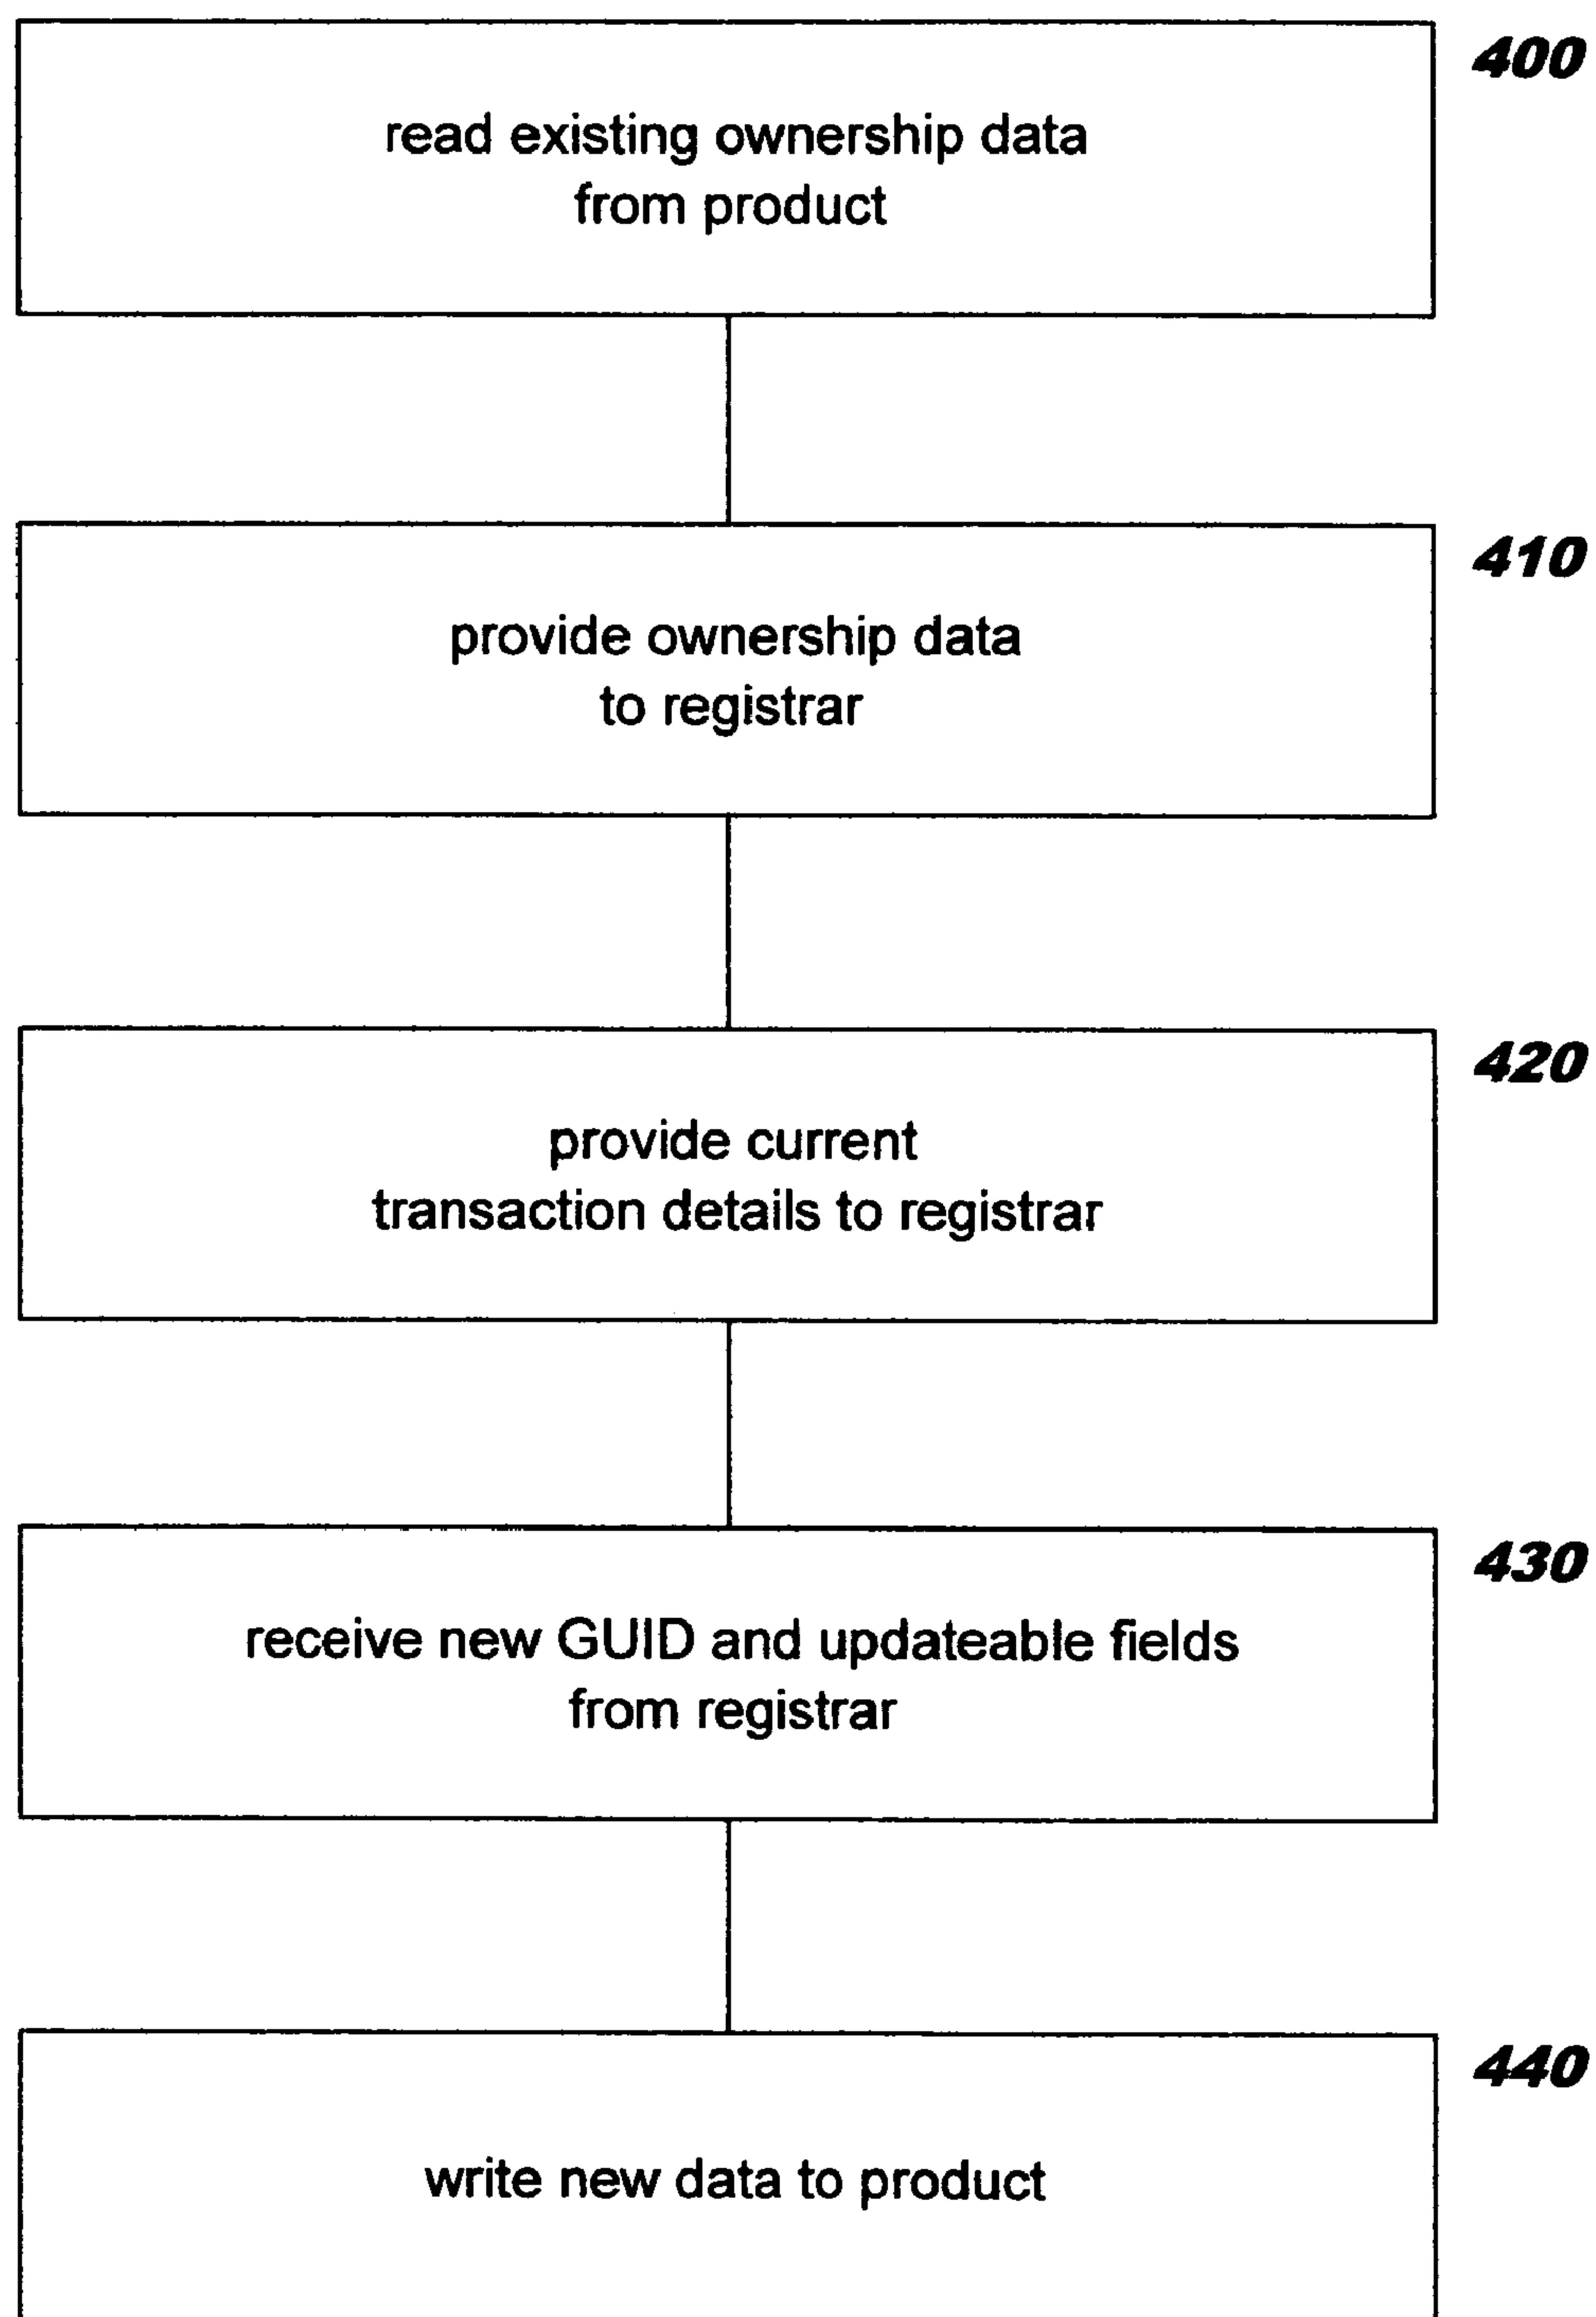 400
read existing ownership data
from product
410
provide ownership data
to registrar
420
provide current
transaction details to registrar
430
receive new GUID and updateable fields
from registrar
440
write new data to product